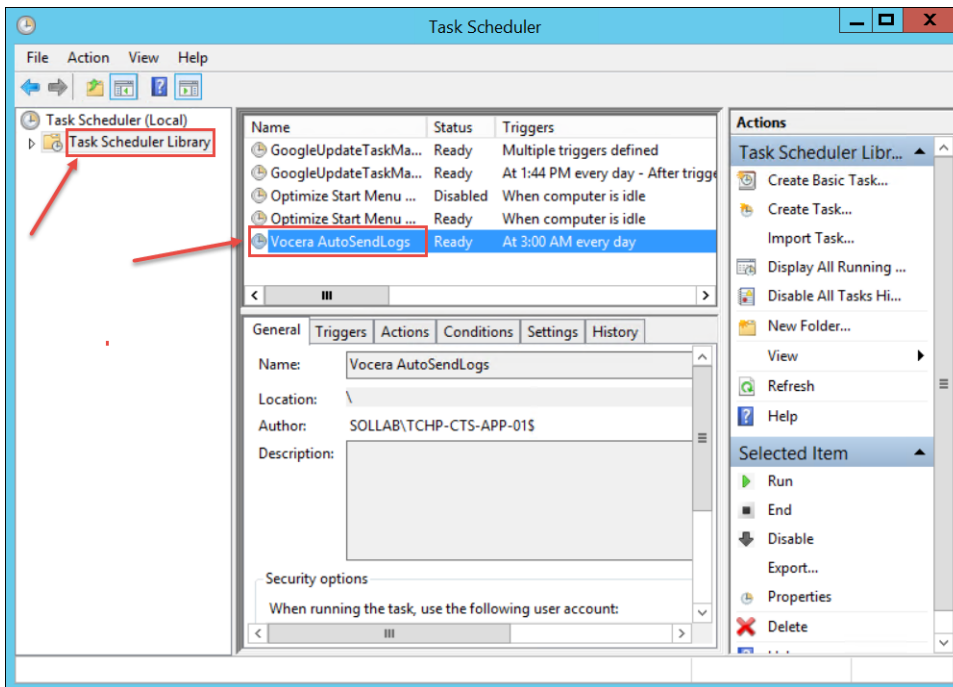 Task Scheduler
File Action View Help
Task Scheduler (Local)
Task Scheduler Library
Name Status Triggers
GoogleUpdateTaskMa... Ready Multiple triggers defined
GoogleUpdateTaskMa... Ready At 1:44 PM every day - After trigge
Optimize Start Menu ... Disabled When computer is idle
Optimize Start Menu ... Ready When computer is idle
Vocera AutoSendLogs Ready At 3:00 AM every day
General Triggers Actions Conditions Settings History
Name: Vocera AutoSendLogs
Location: \
Author: SOLLAB\TCHP-CTS-APP-01$
Description:
Security options
When running the task, use the following user account:
Actions
Task Scheduler Libr...
Create Basic Task...
Create Task...
Import Task...
Display All Running ...
Disable All Tasks Hi...
New Folder...
View
Refresh
Help
Selected Item
Run
End
Disable
Export...
Properties
Delete